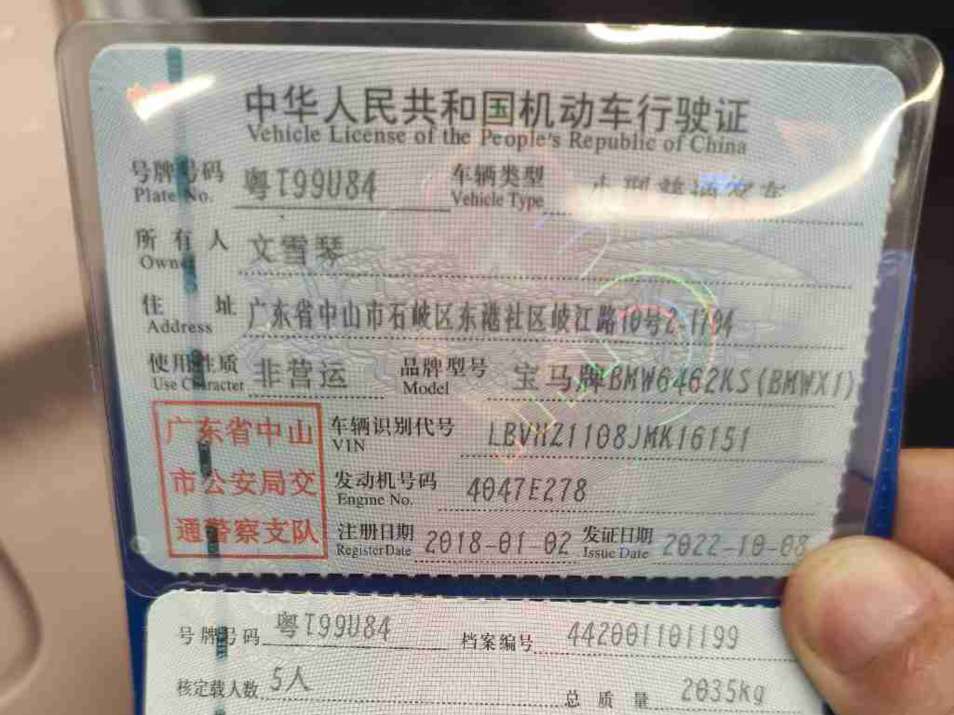 中华人民共和国机动车行驶证
Vehicle License of the People's Republic of China
号牌号码 粤T99U84 车辆类型 小型普通客车
Plate No. Vehicle Type
所有人 文雪琴
Owner
住址 广东省中山市石岐区东港社区岐江路10号2-1704
Address
使用性质 非营运 品牌型号 宝马牌BMW6462KS(BMWX1)
Use Character Model
广东省中山 车辆识别代号 LBVHZ1108JMK16151
VIN
市公安局交 发动机号码 4047E278
Engine No.
通警察支队 注册日期 2018-01-02 发证日期 2022-10-08
Register Date Issue Date
号牌号码 粤T99U84 档案编号 442001101199
核定载人数 5人 总质量 2035kg